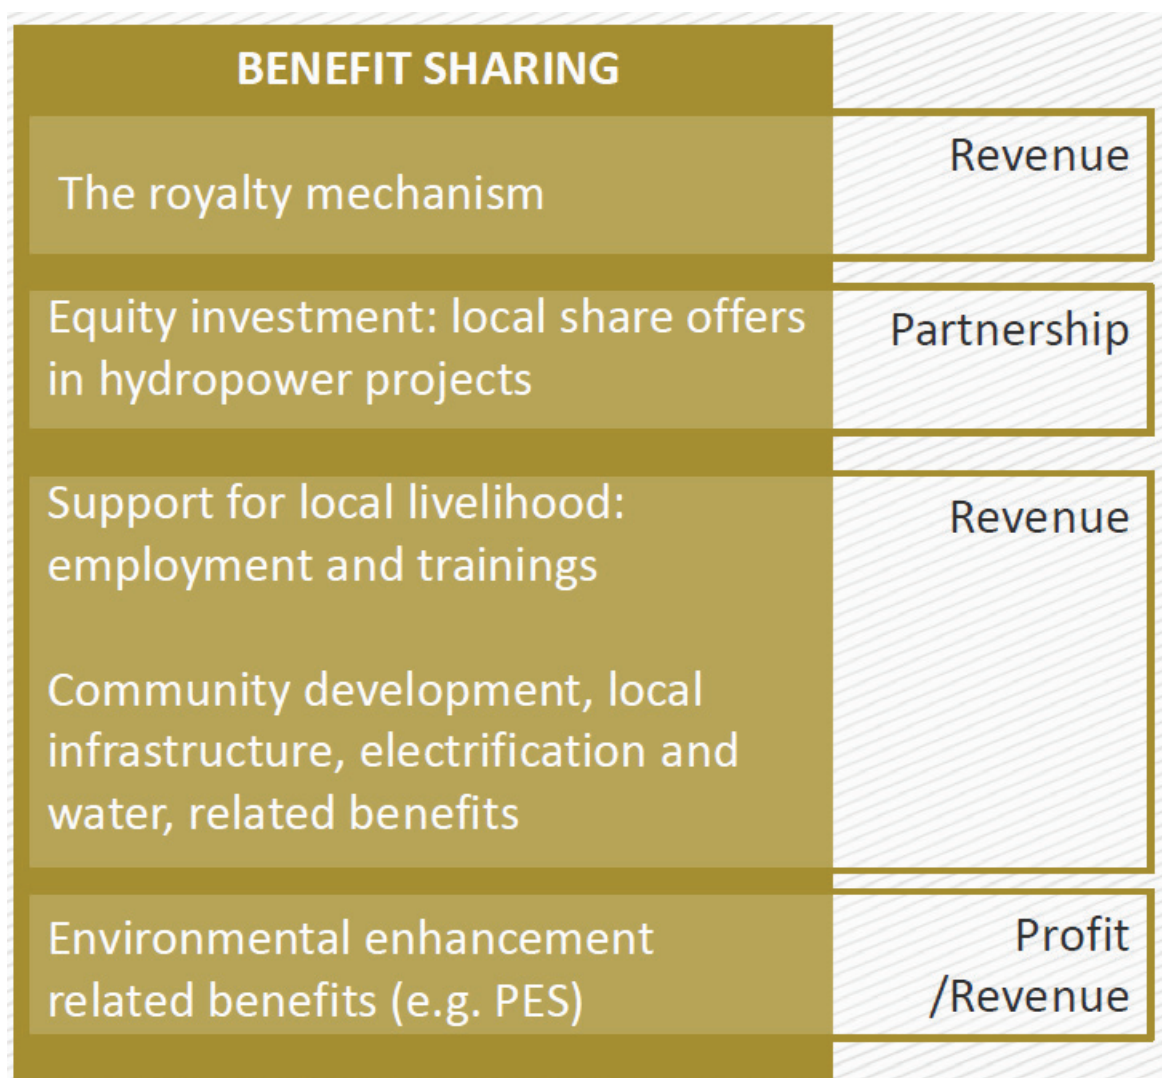 BENEFIT SHARING
The royalty mechanism
Revenue
Equity investment: local share offers
in hydropower projects
Partnership
Support for local livelihood:
employment and trainings
Community development, local
infrastructure, electrification and
water, related benefits
Revenue
Environmental enhancement
related benefits (e.g. PES)
Profit
/Revenue